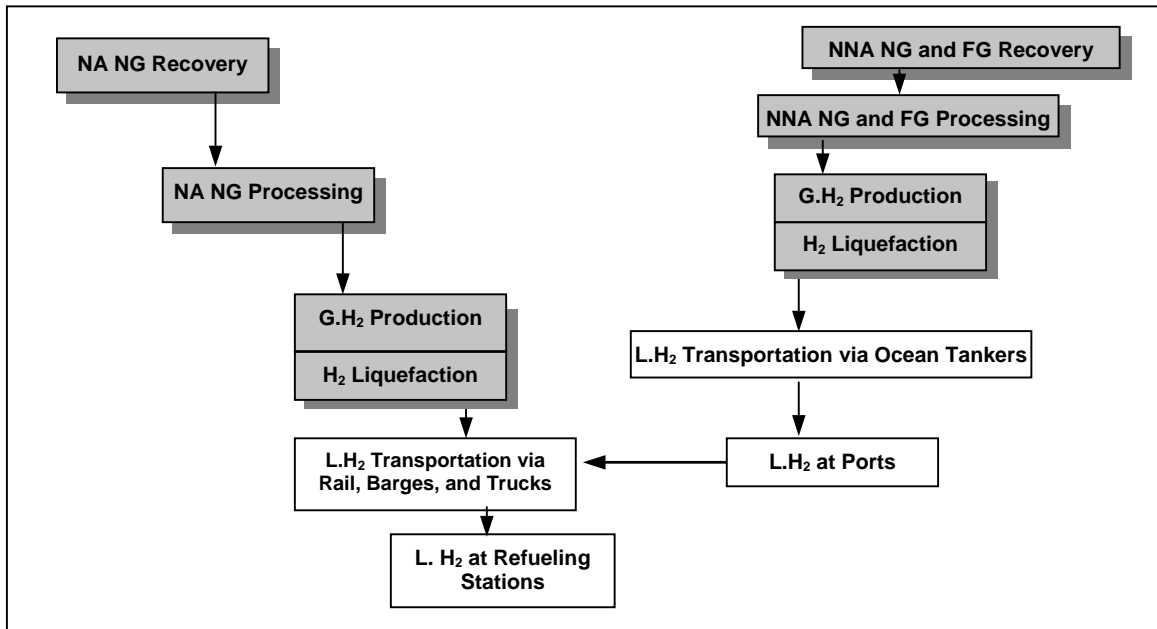 NA NG Recovery
NNA NG and FG Recovery
NNA NG and FG Processing
NA NG Processing
G.H₂ Production
H₂ Liquefaction
G.H₂ Production
H₂ Liquefaction
L.H₂ Transportation via Ocean Tankers
L.H₂ Transportation via
Rail, Barges, and Trucks
L.H₂ at Ports
L. H₂ at Refueling
Stations